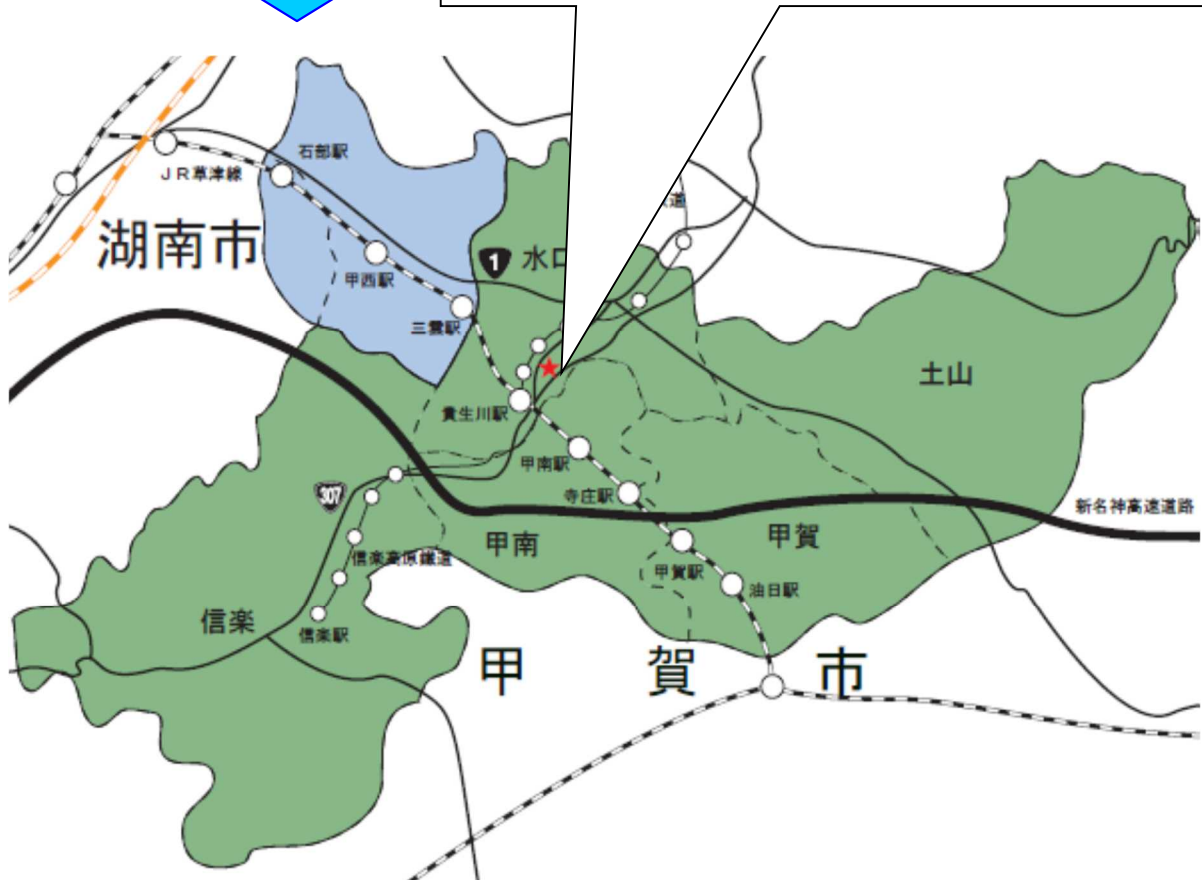 石部駅
JR草津線
道
湖南市
1
水口
甲西駅
三雲駅
土山
貴生川駅
甲南駅
307
寺庄駅
新名神高速道路
甲南
甲賀
信楽高原鐵道
甲賀駅
油日駅
信楽
信楽駅
甲賀市